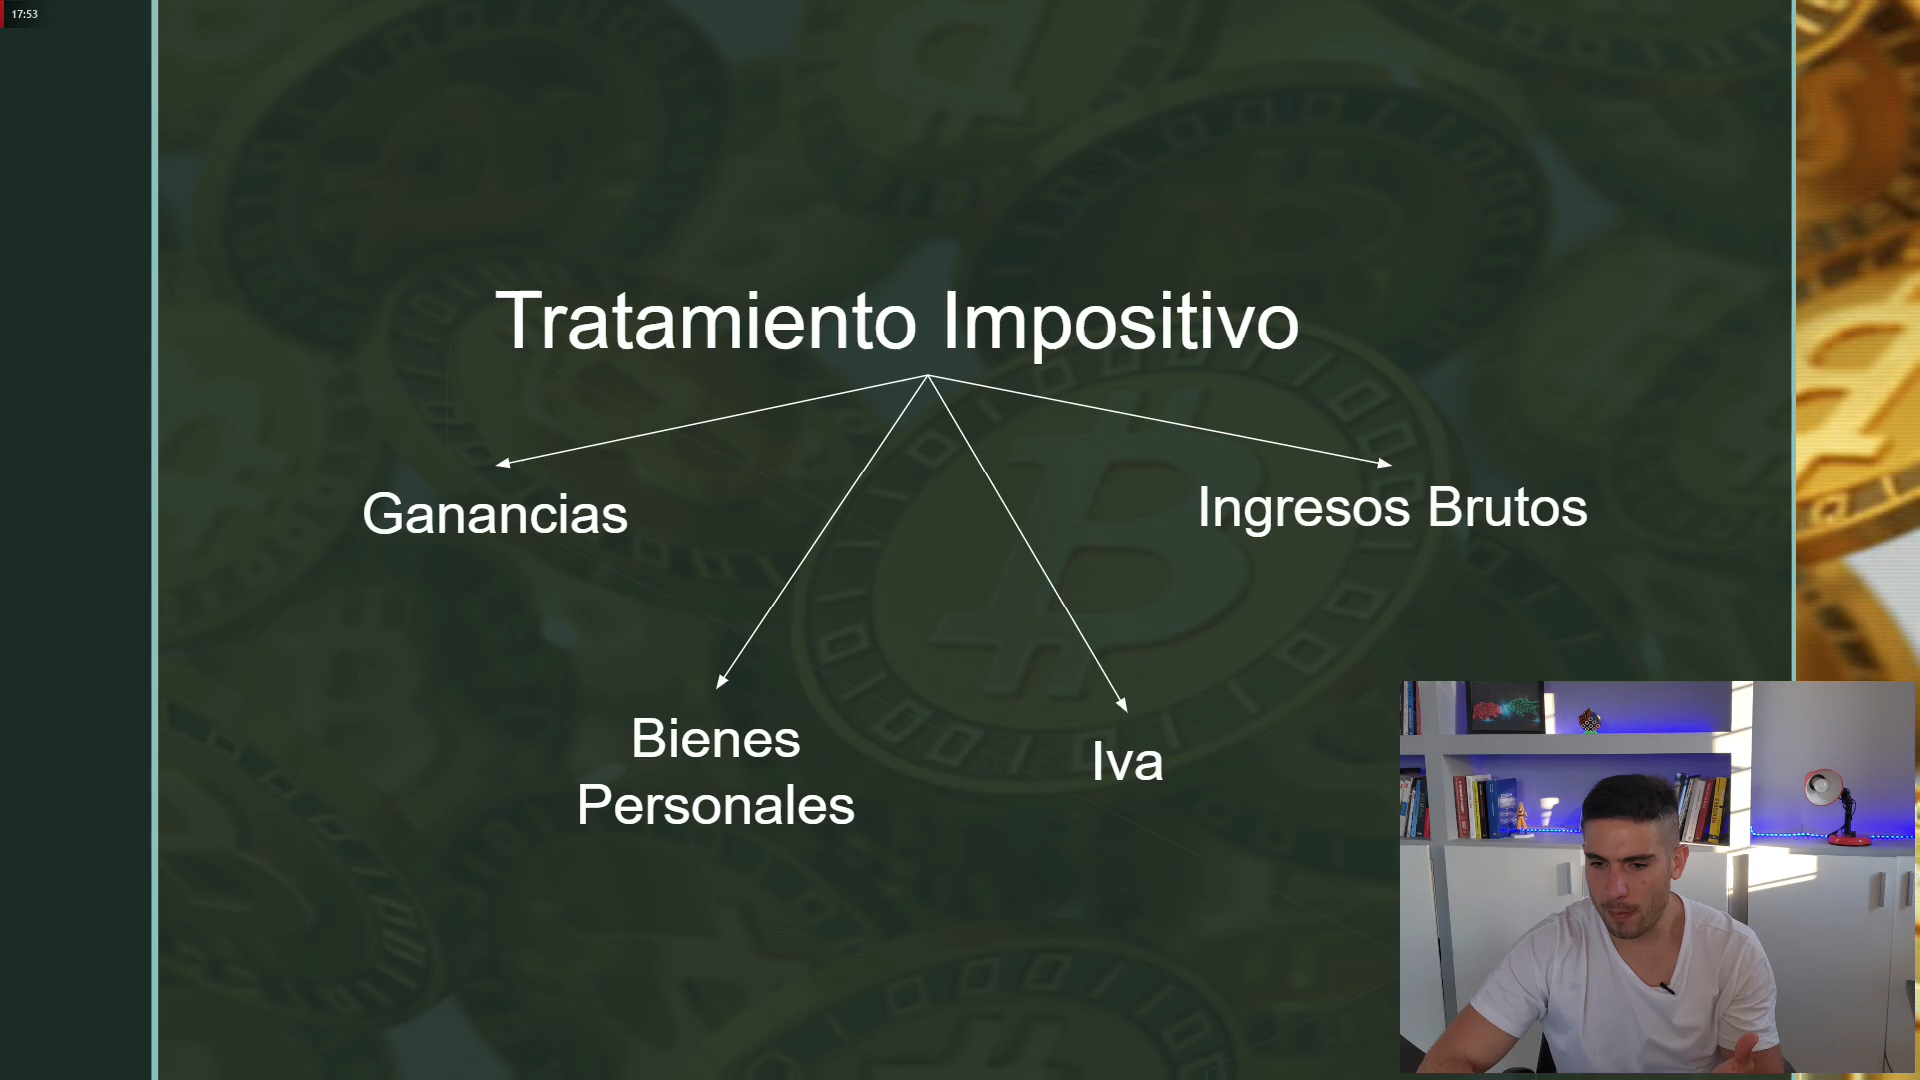 17:53
Tratamiento Impositivo
Ganancias
Ingresos Brutos
Bienes
Personales
Iva